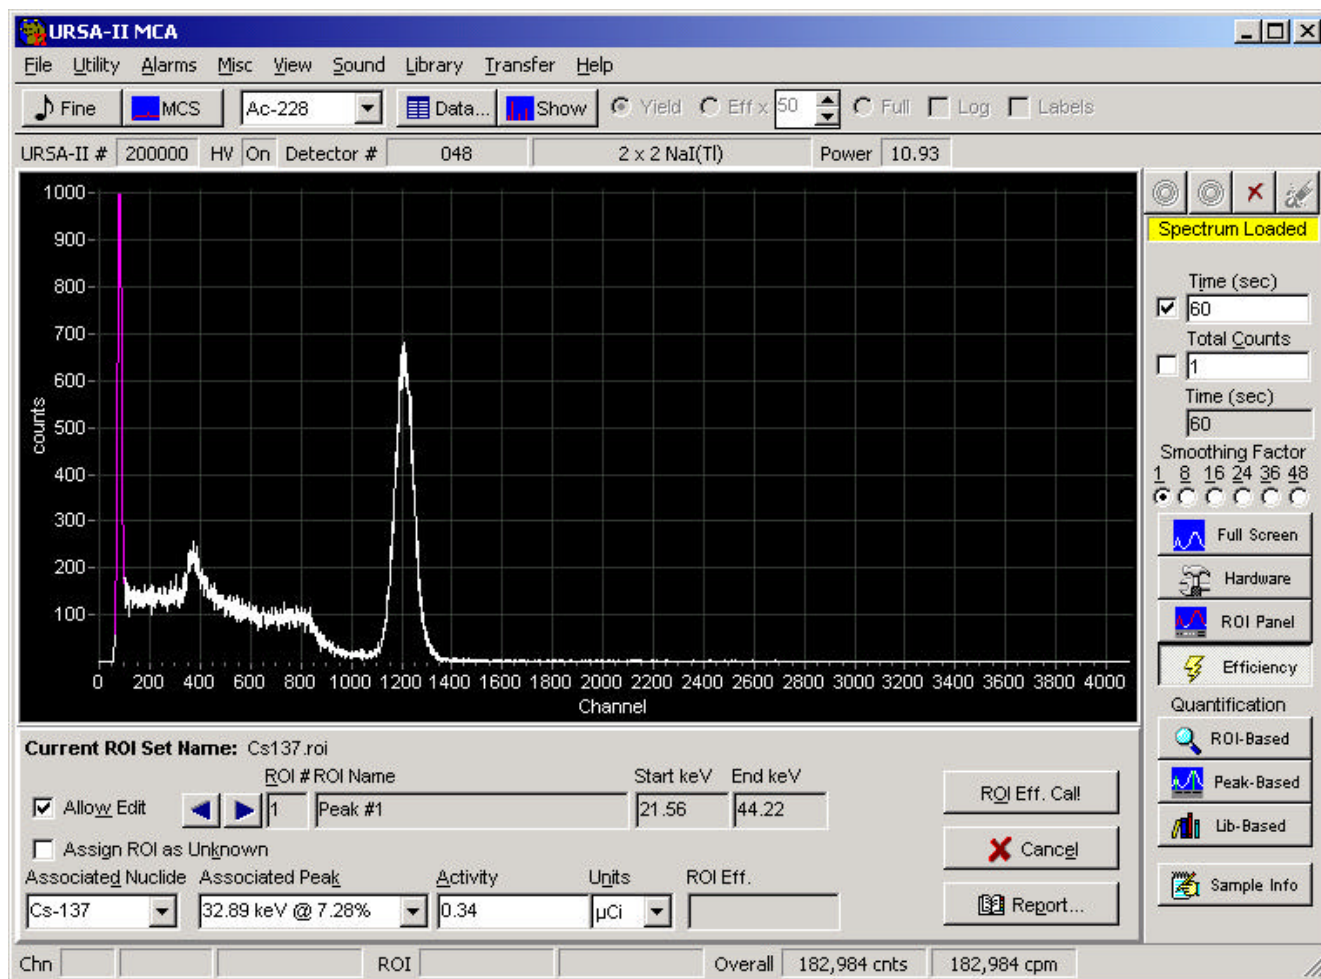 URSA-II MCA
File Utility Alarms Misc View Sound Library Transfer Help
Fine MCS Ac-228 Data... Show Yield Eff x 50 Full Log Labels
URSA-II # 200000 HV On Detector # 048 2 x 2 NaI(Tl) Power 10.93
Spectrum Loaded
Time (sec)
60
Total Counts
1
Time (sec)
60
Smoothing Factor
1 8 16 24 36 48
Full Screen
Hardware
ROI Panel
Efficiency
Quantification
ROI-Based
Peak-Based
Lib-Based
Sample Info
1000
900
800
700
600
500
400
300
200
100
counts
0 200 400 600 800 1000 1200 1400 1600 1800 2000 2200 2400 2600 2800 3000 3200 3400 3600 3800 4000
Channel
Current ROI Set Name: Cs137.roi
ROI # ROI Name Start keV End keV
Allow Edit 1 Peak #1 21.56 44.22
Assign ROI as Unknown
Associated Nuclide Associated Peak Activity Units ROI Eff.
Cs-137 32.89 keV @ 7.28% 0.34 µCi
ROI Eff. Cal!
Cancel
Report...
Chn ROI Overall 182,984 cnts 182,984 cpm